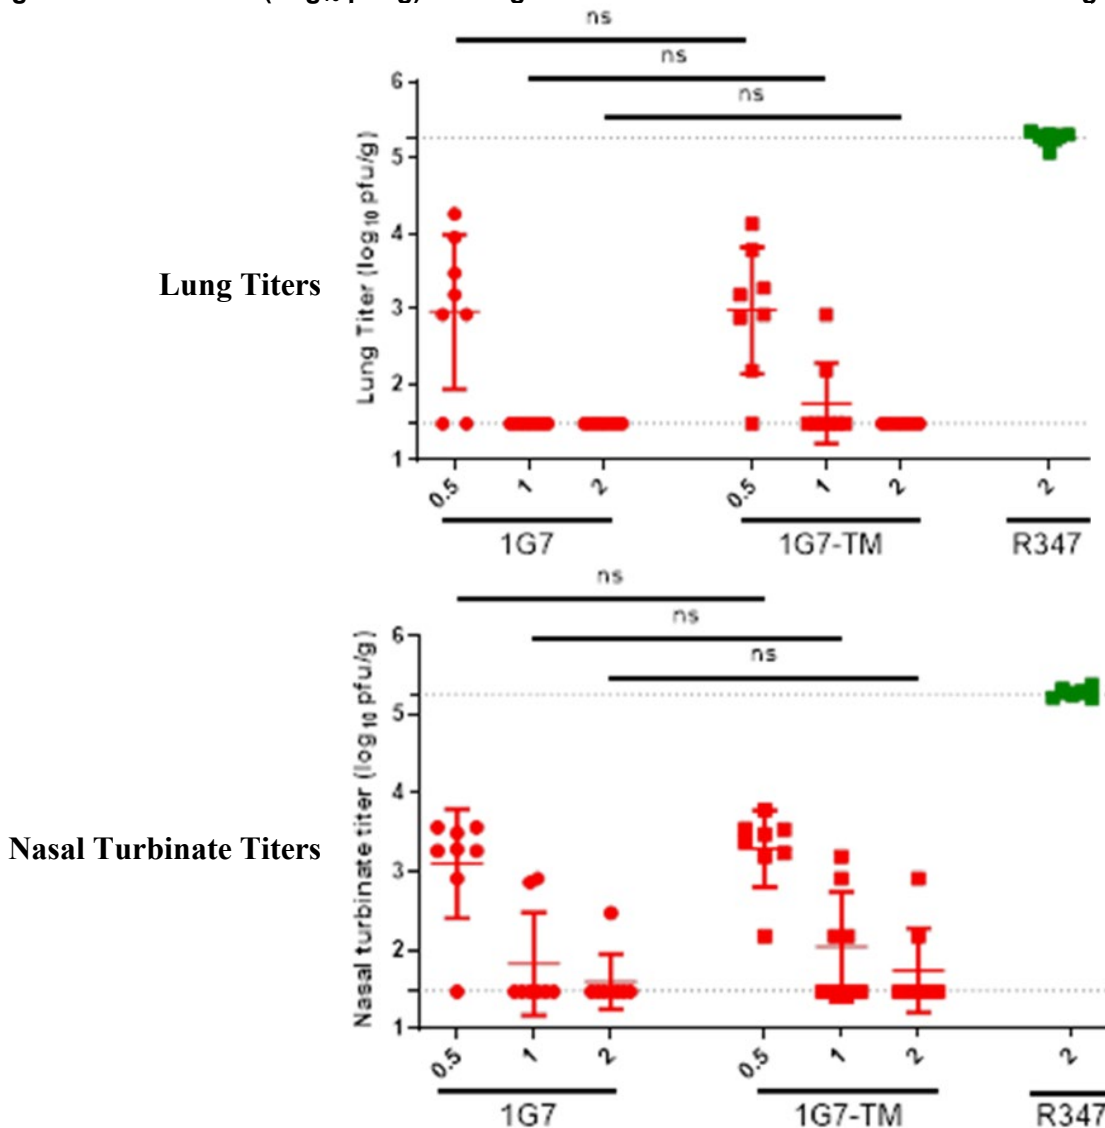 ns
ns
ns
6
5
4
3
2
1
Lung Titer (log10 pfu/g)
Lung Titers
0.5 1 2 0.5 1 2 2
1G7 1G7-TM R347
ns
ns
ns
6
5
4
3
2
1
Nasal turbinate titer (log10 pfu/g)
Nasal Turbinate Titers
0.5 1 2 0.5 1 2 2
1G7 1G7-TM R347